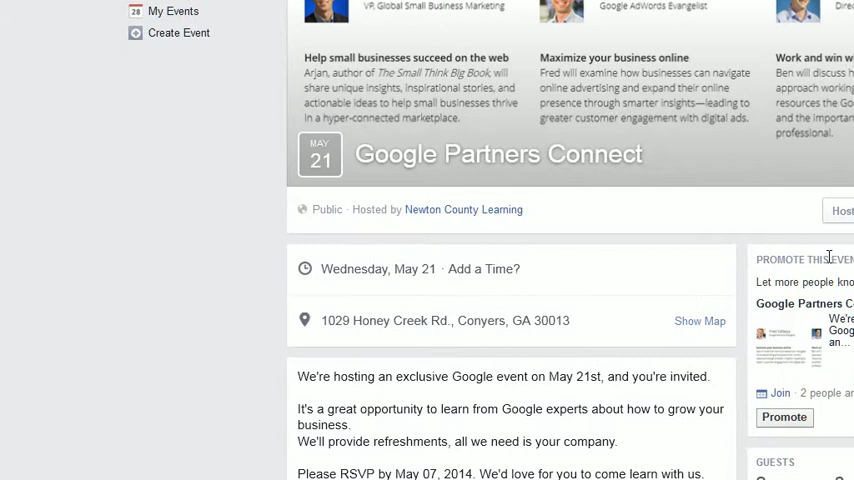 My Events
Create Event
VP, Global Small Business Marketing
Google AdWords Evangelist
Help small businesses succeed on the web
Arjan, author of The Small Think Big Book, will
share unique insights, inspirational stories, and
actionable ideas to help small businesses thrive
in a hyper-connected marketplace.
Maximize your business online
Fred will examine how businesses can navigate
online advertising and expand their online
presence through smarter insights—leading to
greater customer engagement with digital ads.
Work and win w
Ben will discuss h
approach working
resources the Go
and the importan
professional.
MAY
21
Google Partners Connect
Public · Hosted by Newton County Learning
Host
Wednesday, May 21 · Add a Time?
1029 Honey Creek Rd., Conyers, GA 30013
Show Map
We're hosting an exclusive Google event on May 21st, and you're invited.
It's a great opportunity to learn from Google experts about how to grow your
business.
We'll provide refreshments, all we need is your company.
Please RSVP by May 07, 2014. We'd love for you to come learn with us.
PROMOTE THIS EVEN
Let more people kno
Google Partners C
We're
Goog
an...
Join · 2 people ar
Promote
GUESTS